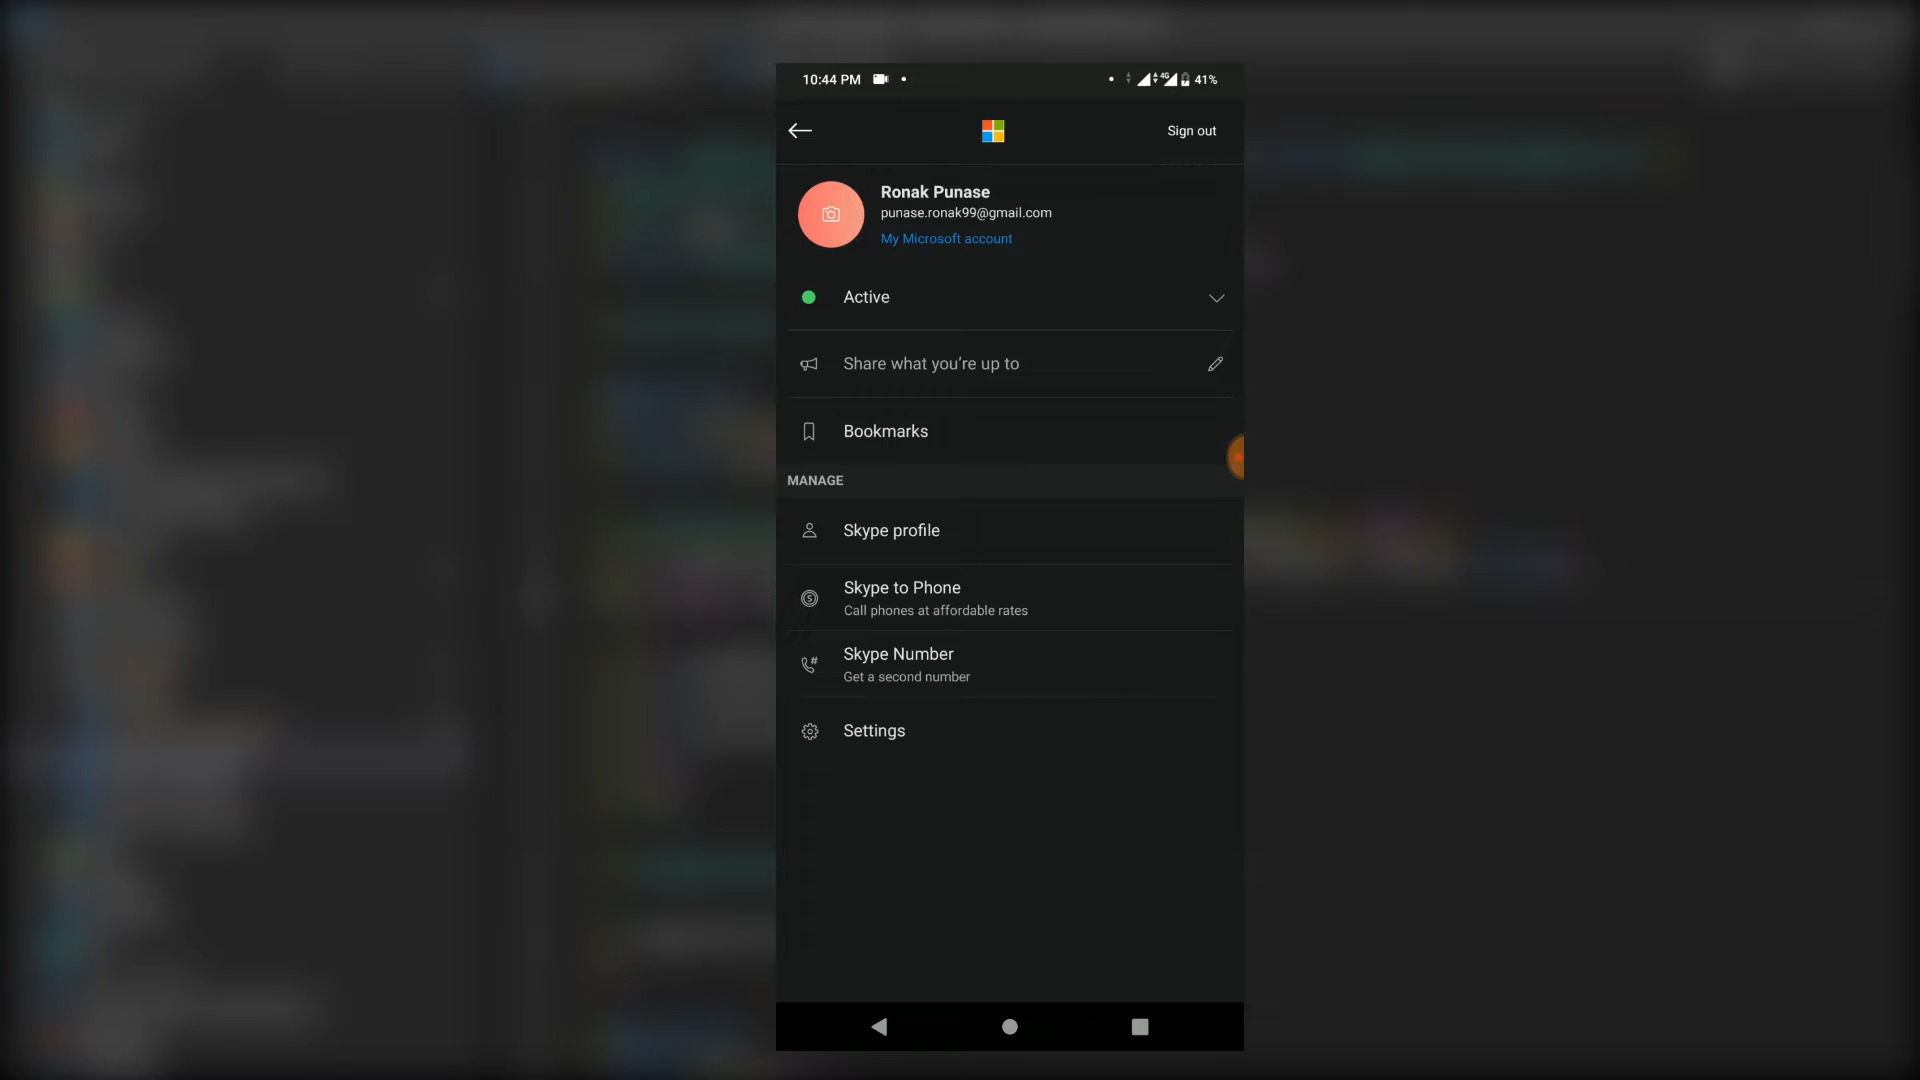 10:44 PM
4G
41%
Sign out
Ronak Punase
punase.ronak99@gmail.com
My Microsoft account
Active
Share what you’re up to
Bookmarks
MANAGE
Skype profile
Skype to Phone
Call phones at affordable rates
Skype Number
Get a second number
Settings